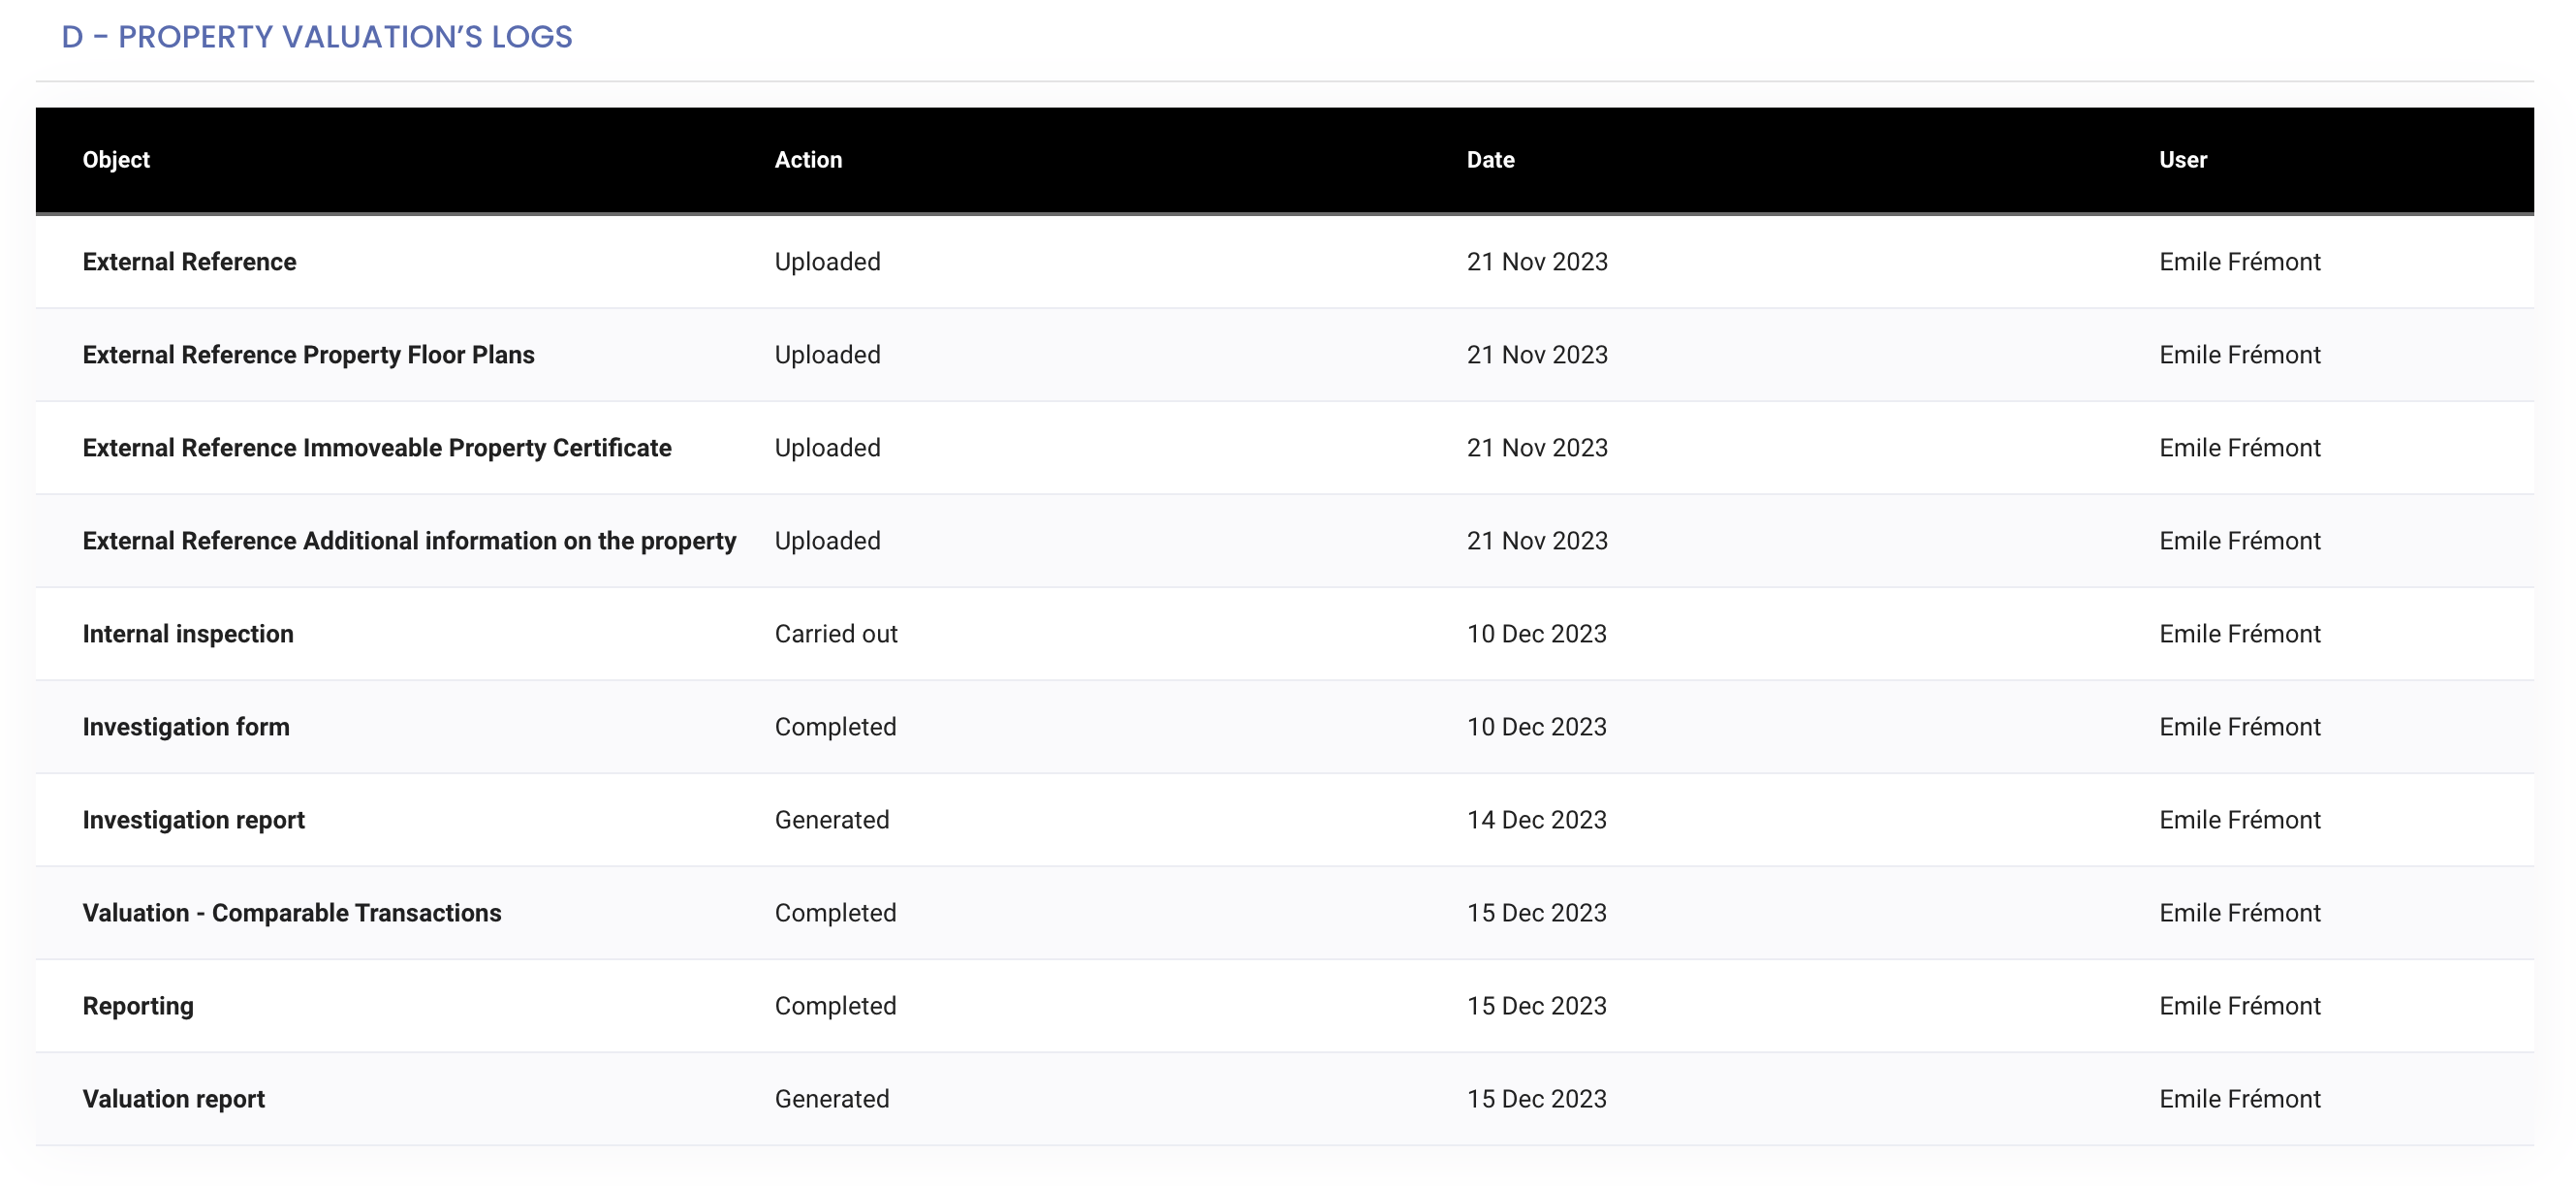 D - PROPERTY VALUATION’S LOGS
Object Action Date User
External Reference Uploaded 21 Nov 2023 Emile Frémont
External Reference Property Floor Plans Uploaded 21 Nov 2023 Emile Frémont
External Reference Immoveable Property Certificate Uploaded 21 Nov 2023 Emile Frémont
External Reference Additional information on the property Uploaded 21 Nov 2023 Emile Frémont
Internal inspection Carried out 10 Dec 2023 Emile Frémont
Investigation form Completed 10 Dec 2023 Emile Frémont
Investigation report Generated 14 Dec 2023 Emile Frémont
Valuation - Comparable Transactions Completed 15 Dec 2023 Emile Frémont
Reporting Completed 15 Dec 2023 Emile Frémont
Valuation report Generated 15 Dec 2023 Emile Frémont